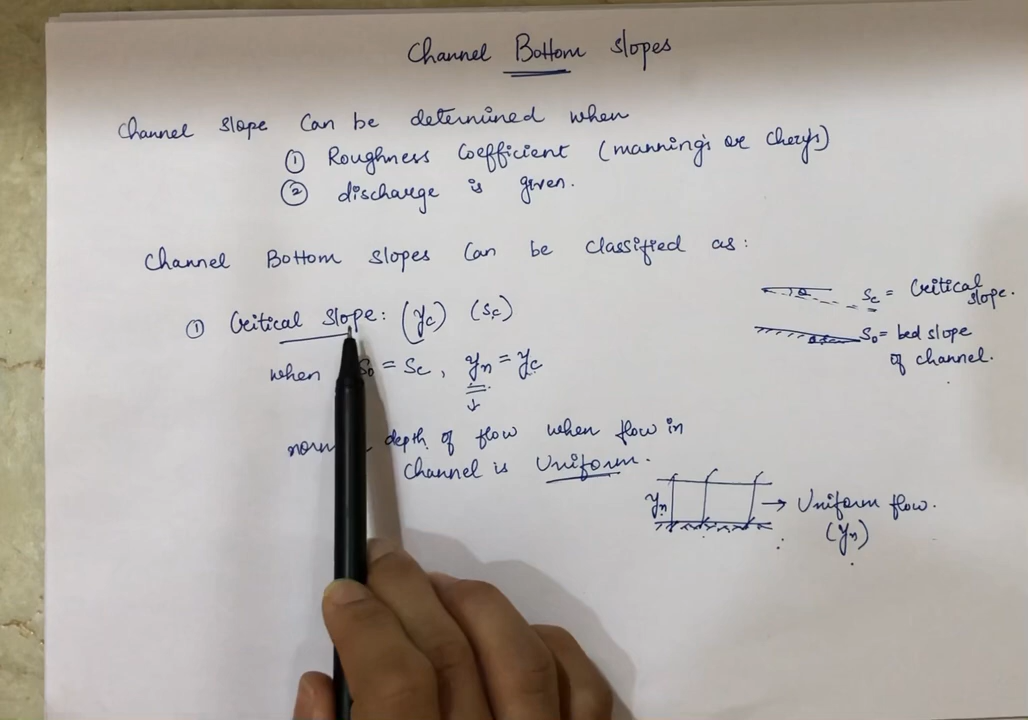 Channel Bottom slopes
Channel slope Can be determined when
① Roughness Coefficient (manning's or Chezy's)
② discharge is given.
Channel Bottom slopes Can be classified as:
① Critical slope: (yc) (Sc)
when S₀ = Sc, yn = yc
depth of flow when flow in
Channel is Uniform.
Sc = Critical
slope.
S₀ = bed slope
of channel.
yn → Uniform flow.
(yn)